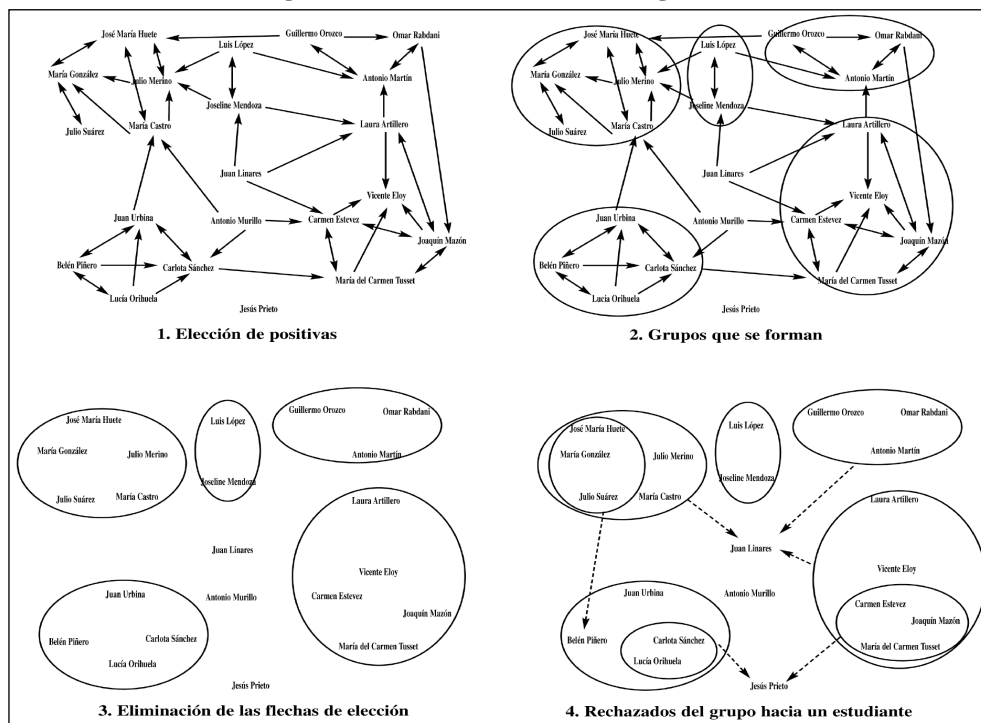 José María Huete
Guillermo Orozco
Omar Rabdani
Luis López
María González
Julio Merino
Antonio Martín
Joseline Mendoza
Julio Suárez
María Castro
Laura Artillero
Juan Linares
Vicente Eloy
Juan Urbina
Antonio Murillo
Carmen Estevez
Joaquín Mazón
Belén Piñero
Carlota Sánchez
María del Carmen Tusset
Lucía Orihuela
Jesús Prieto
1. Elección de positivas
José María Huete
Guillermo Orozco
Omar Rabdani
Luis López
María González
Julio Merino
Antonio Martín
Joseline Mendoza
Julio Suárez
María Castro
Laura Artillero
Juan Linares
Vicente Eloy
Juan Urbina
Antonio Murillo
Carmen Estevez
Joaquín Mazón
Belén Piñero
Carlota Sánchez
María del Carmen Tusset
Lucía Orihuela
Jesús Prieto
2. Grupos que se forman
José María Huete
Luis López
Guillermo Orozco
Omar Rabdani
María González
Julio Merino
Antonio Martín
Joseline Mendoza
Julio Suárez
María Castro
Laura Artillero
Juan Linares
Vicente Eloy
Juan Urbina
Antonio Murillo
Carmen Estevez
Joaquín Mazón
Belén Piñero
Carlota Sánchez
María del Carmen Tusset
Lucía Orihuela
Jesús Prieto
3. Eliminación de las flechas de elección
José María Huete
Luis López
Guillermo Orozco
Omar Rabdani
María González
Julio Merino
Antonio Martín
Joseline Mendoza
Julio Suárez
María Castro
Laura Artillero
Juan Linares
Vicente Eloy
Juan Urbina
Antonio Murillo
Carmen Estevez
Joaquín Mazón
Belén Piñero
Carlota Sánchez
María del Carmen Tusset
Lucía Orihuela
Jesús Prieto
4. Rechazados del grupo hacia un estudiante